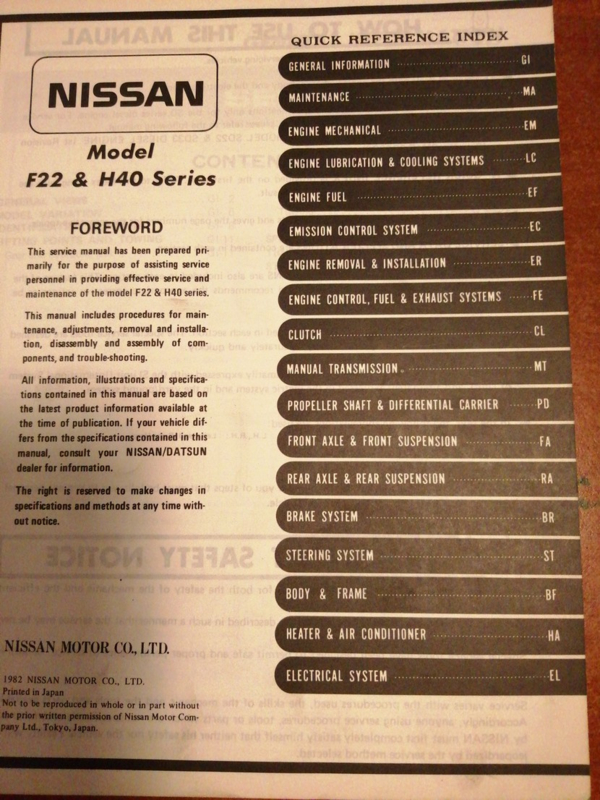 NISSAN
Model
F22 & H40 Series
FOREWORD
This service manual has been prepared pri-
marily for the purpose of assisting service
personnel in providing effective service and
maintenance of the model F22 & H40 series.
This manual includes procedures for main-
tenance, adjustments, removal and installa-
tion, disassembly and assembly of com-
ponents, and trouble-shooting.
All information, illustrations and specifica-
tions contained in this manual are based on
the latest product information available at
the time of publication. If your vehicle dif-
fers from the specifications contained in this
manual, consult your NISSAN/DATSUN
dealer for information.
The right is reserved to make changes in
specifications and methods at any time with-
out notice.
NISSAN MOTOR CO., LTD.
1982 NISSAN MOTOR CO., LTD.
Printed in Japan
Not to be reproduced in whole or in part without
the prior written permission of Nissan Motor Com-
pany Ltd., Tokyo, Japan.
QUICK REFERENCE INDEX
GENERAL INFORMATION GI
MAINTENANCE MA
ENGINE MECHANICAL EM
ENGINE LUBRICATION & COOLING SYSTEMS LC
ENGINE FUEL EF
EMISSION CONTROL SYSTEM EC
ENGINE REMOVAL & INSTALLATION ER
ENGINE CONTROL, FUEL & EXHAUST SYSTEMS FE
CLUTCH CL
MANUAL TRANSMISSION MT
PROPELLER SHAFT & DIFFERENTIAL CARRIER PD
FRONT AXLE & FRONT SUSPENSION FA
REAR AXLE & REAR SUSPENSION RA
BRAKE SYSTEM BR
STEERING SYSTEM ST
BODY & FRAME BF
HEATER & AIR CONDITIONER HA
ELECTRICAL SYSTEM EL